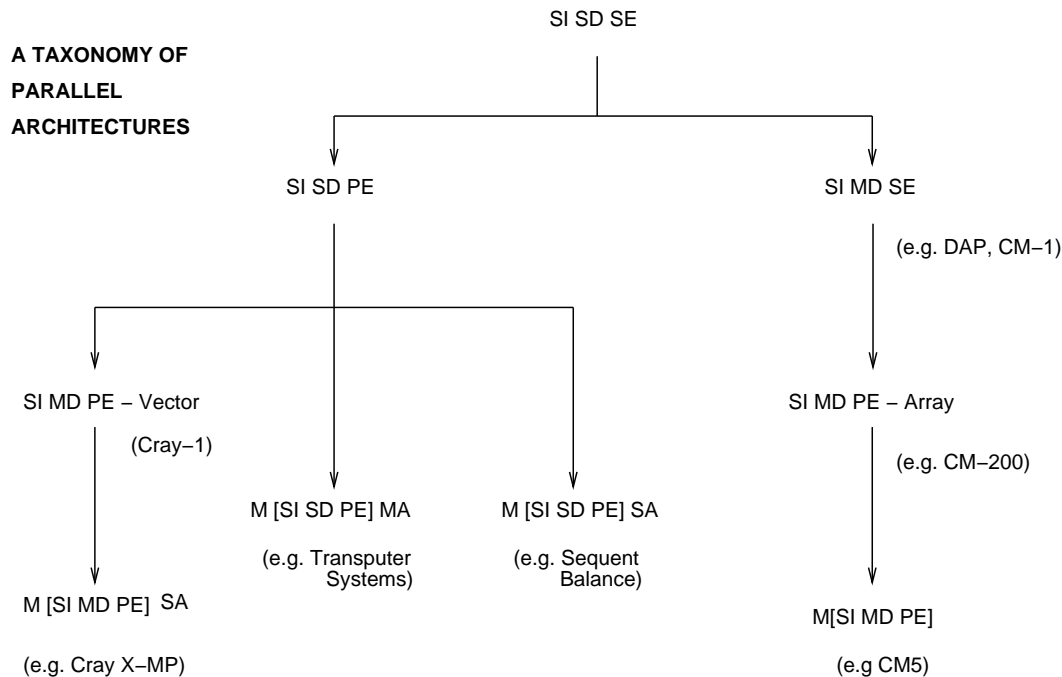 SI SD SE
A TAXONOMY OF
PARALLEL
ARCHITECTURES
SI SD PE
SI MD SE
(e.g. DAP, CM−1)
SI MD PE − Vector
SI MD PE − Array
(Cray−1)
(e.g. CM−200)
M [SI SD PE] MA
M [SI SD PE] SA
(e.g. Transputer
Systems)
(e.g. Sequent
Balance)
M [SI MD PE] SA
M[SI MD PE]
(e.g. Cray X−MP)
(e.g CM5)